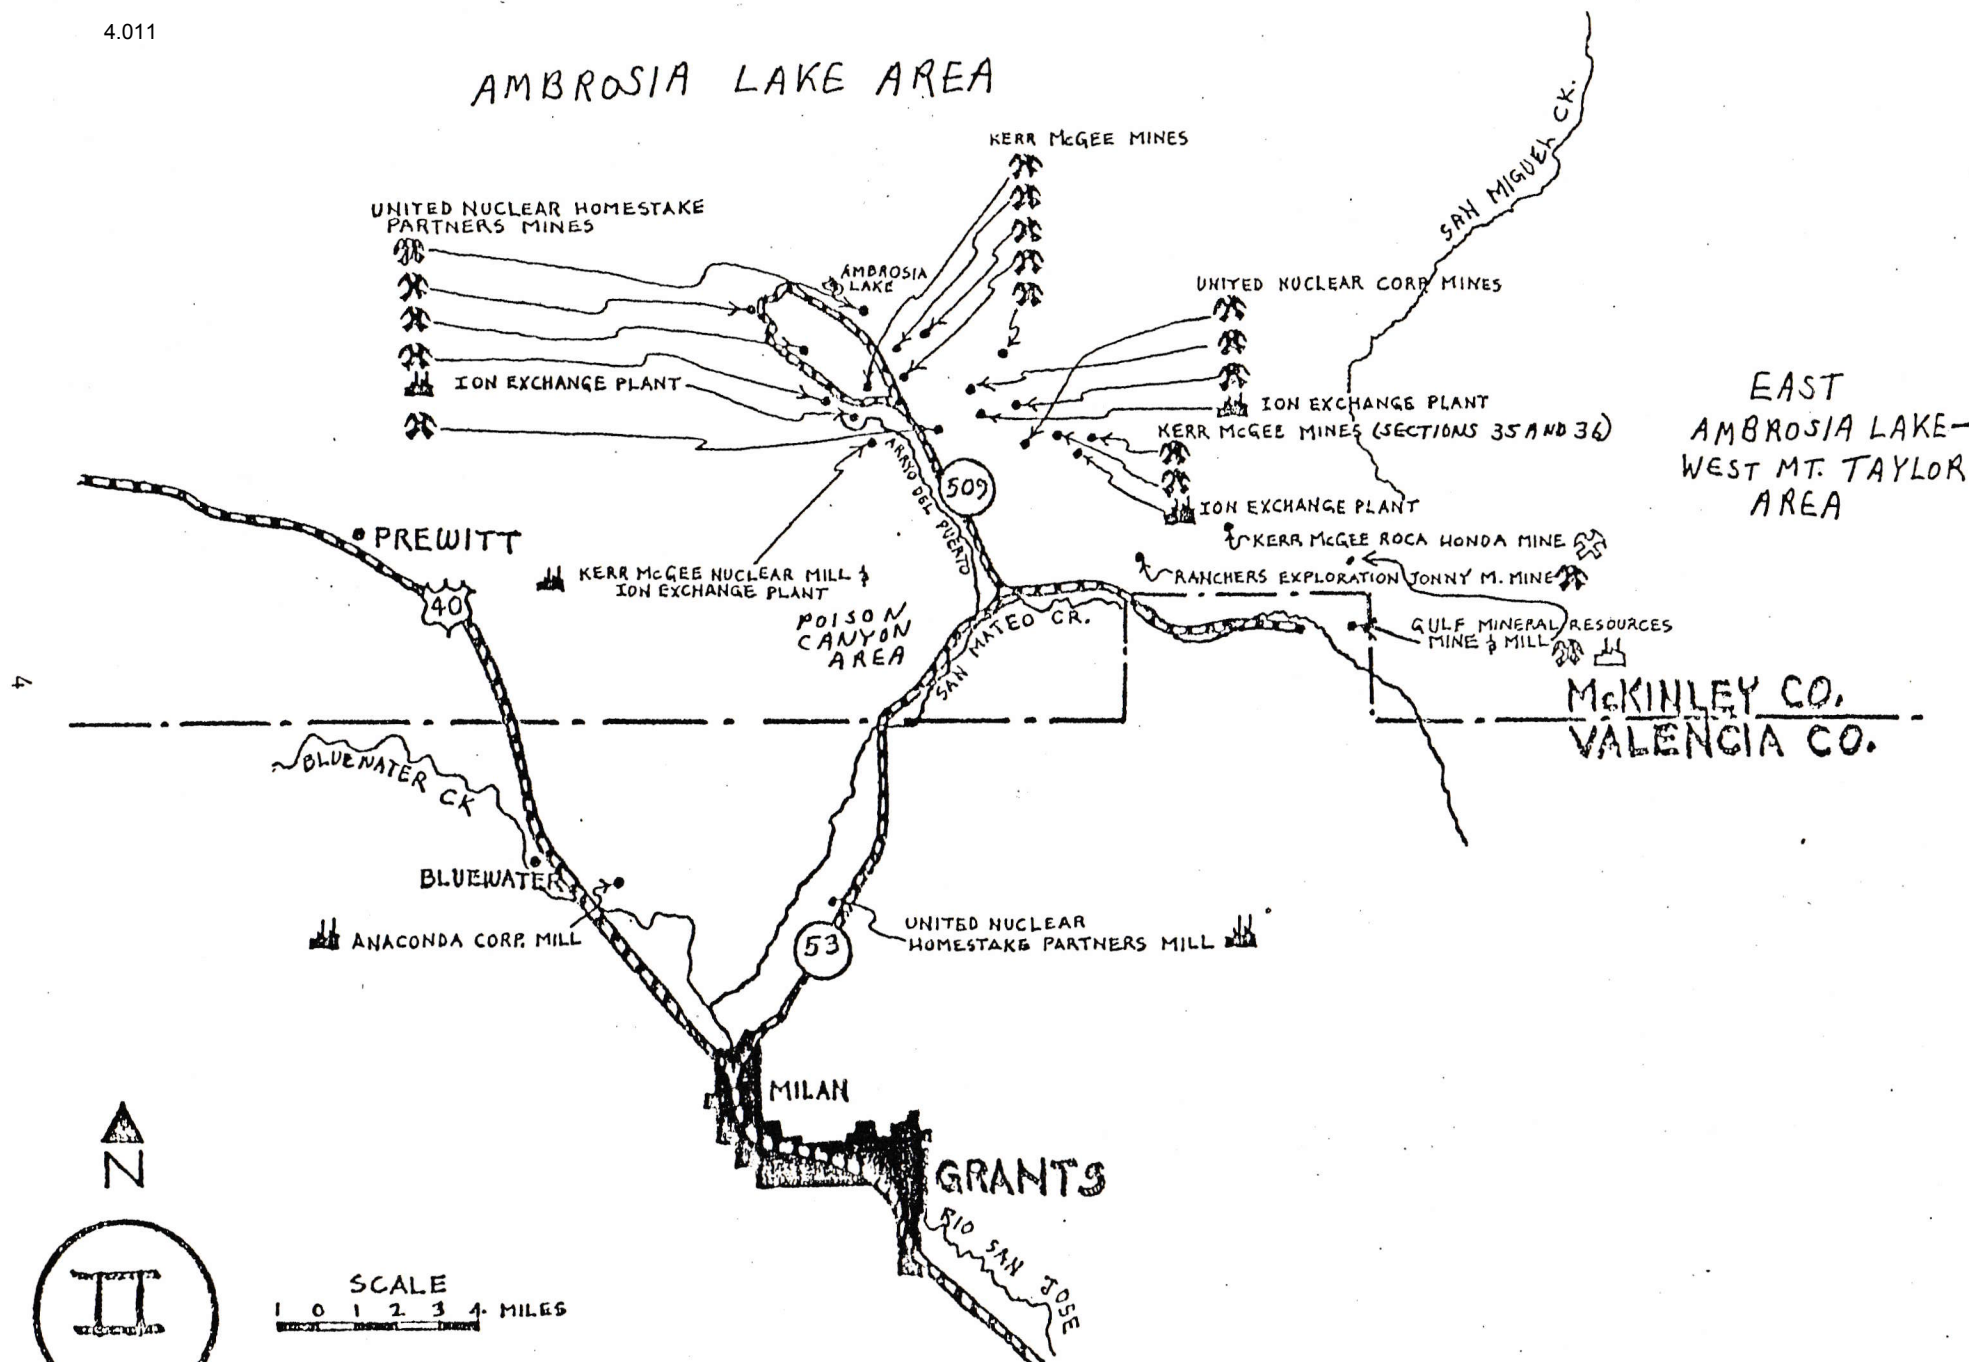 4.011
AMBROSIA LAKE AREA
SAN MIGUEL CK.
KERR McGEE MINES
UNITED NUCLEAR HOMESTAKE
PARTNERS MINES
AMBROSIA
LAKE
UNITED NUCLEAR CORP MINES
ION EXCHANGE PLANT
ION EXCHANGE PLANT
KERR McGEE MINES (SECTIONS 35 AND 36)
EAST
AMBROSIA LAKE-
WEST MT. TAYLOR
AREA
ARRYO DEL PUERTO
509
ION EXCHANGE PLANT
PREWITT
KERR McGEE ROCA HONDA MINE
RANCHERS EXPLORATION JONNY M. MINE
KERR McGEE NUCLEAR MILL &
ION EXCHANGE PLANT
40
POISON
CANYON
AREA
SAN MATEO CR.
GULF MINERAL RESOURCES
MINE & MILL
4
McKINLEY CO.
VALENCIA CO.
BLUEWATER CK
BLUEWATER
ANACONDA CORP. MILL
UNITED NUCLEAR
HOMESTAKE PARTNERS MILL
53
MILAN
GRANTS
N
RIO SAN JOSE
II
SCALE
1 0 1 2 3 4 MILES